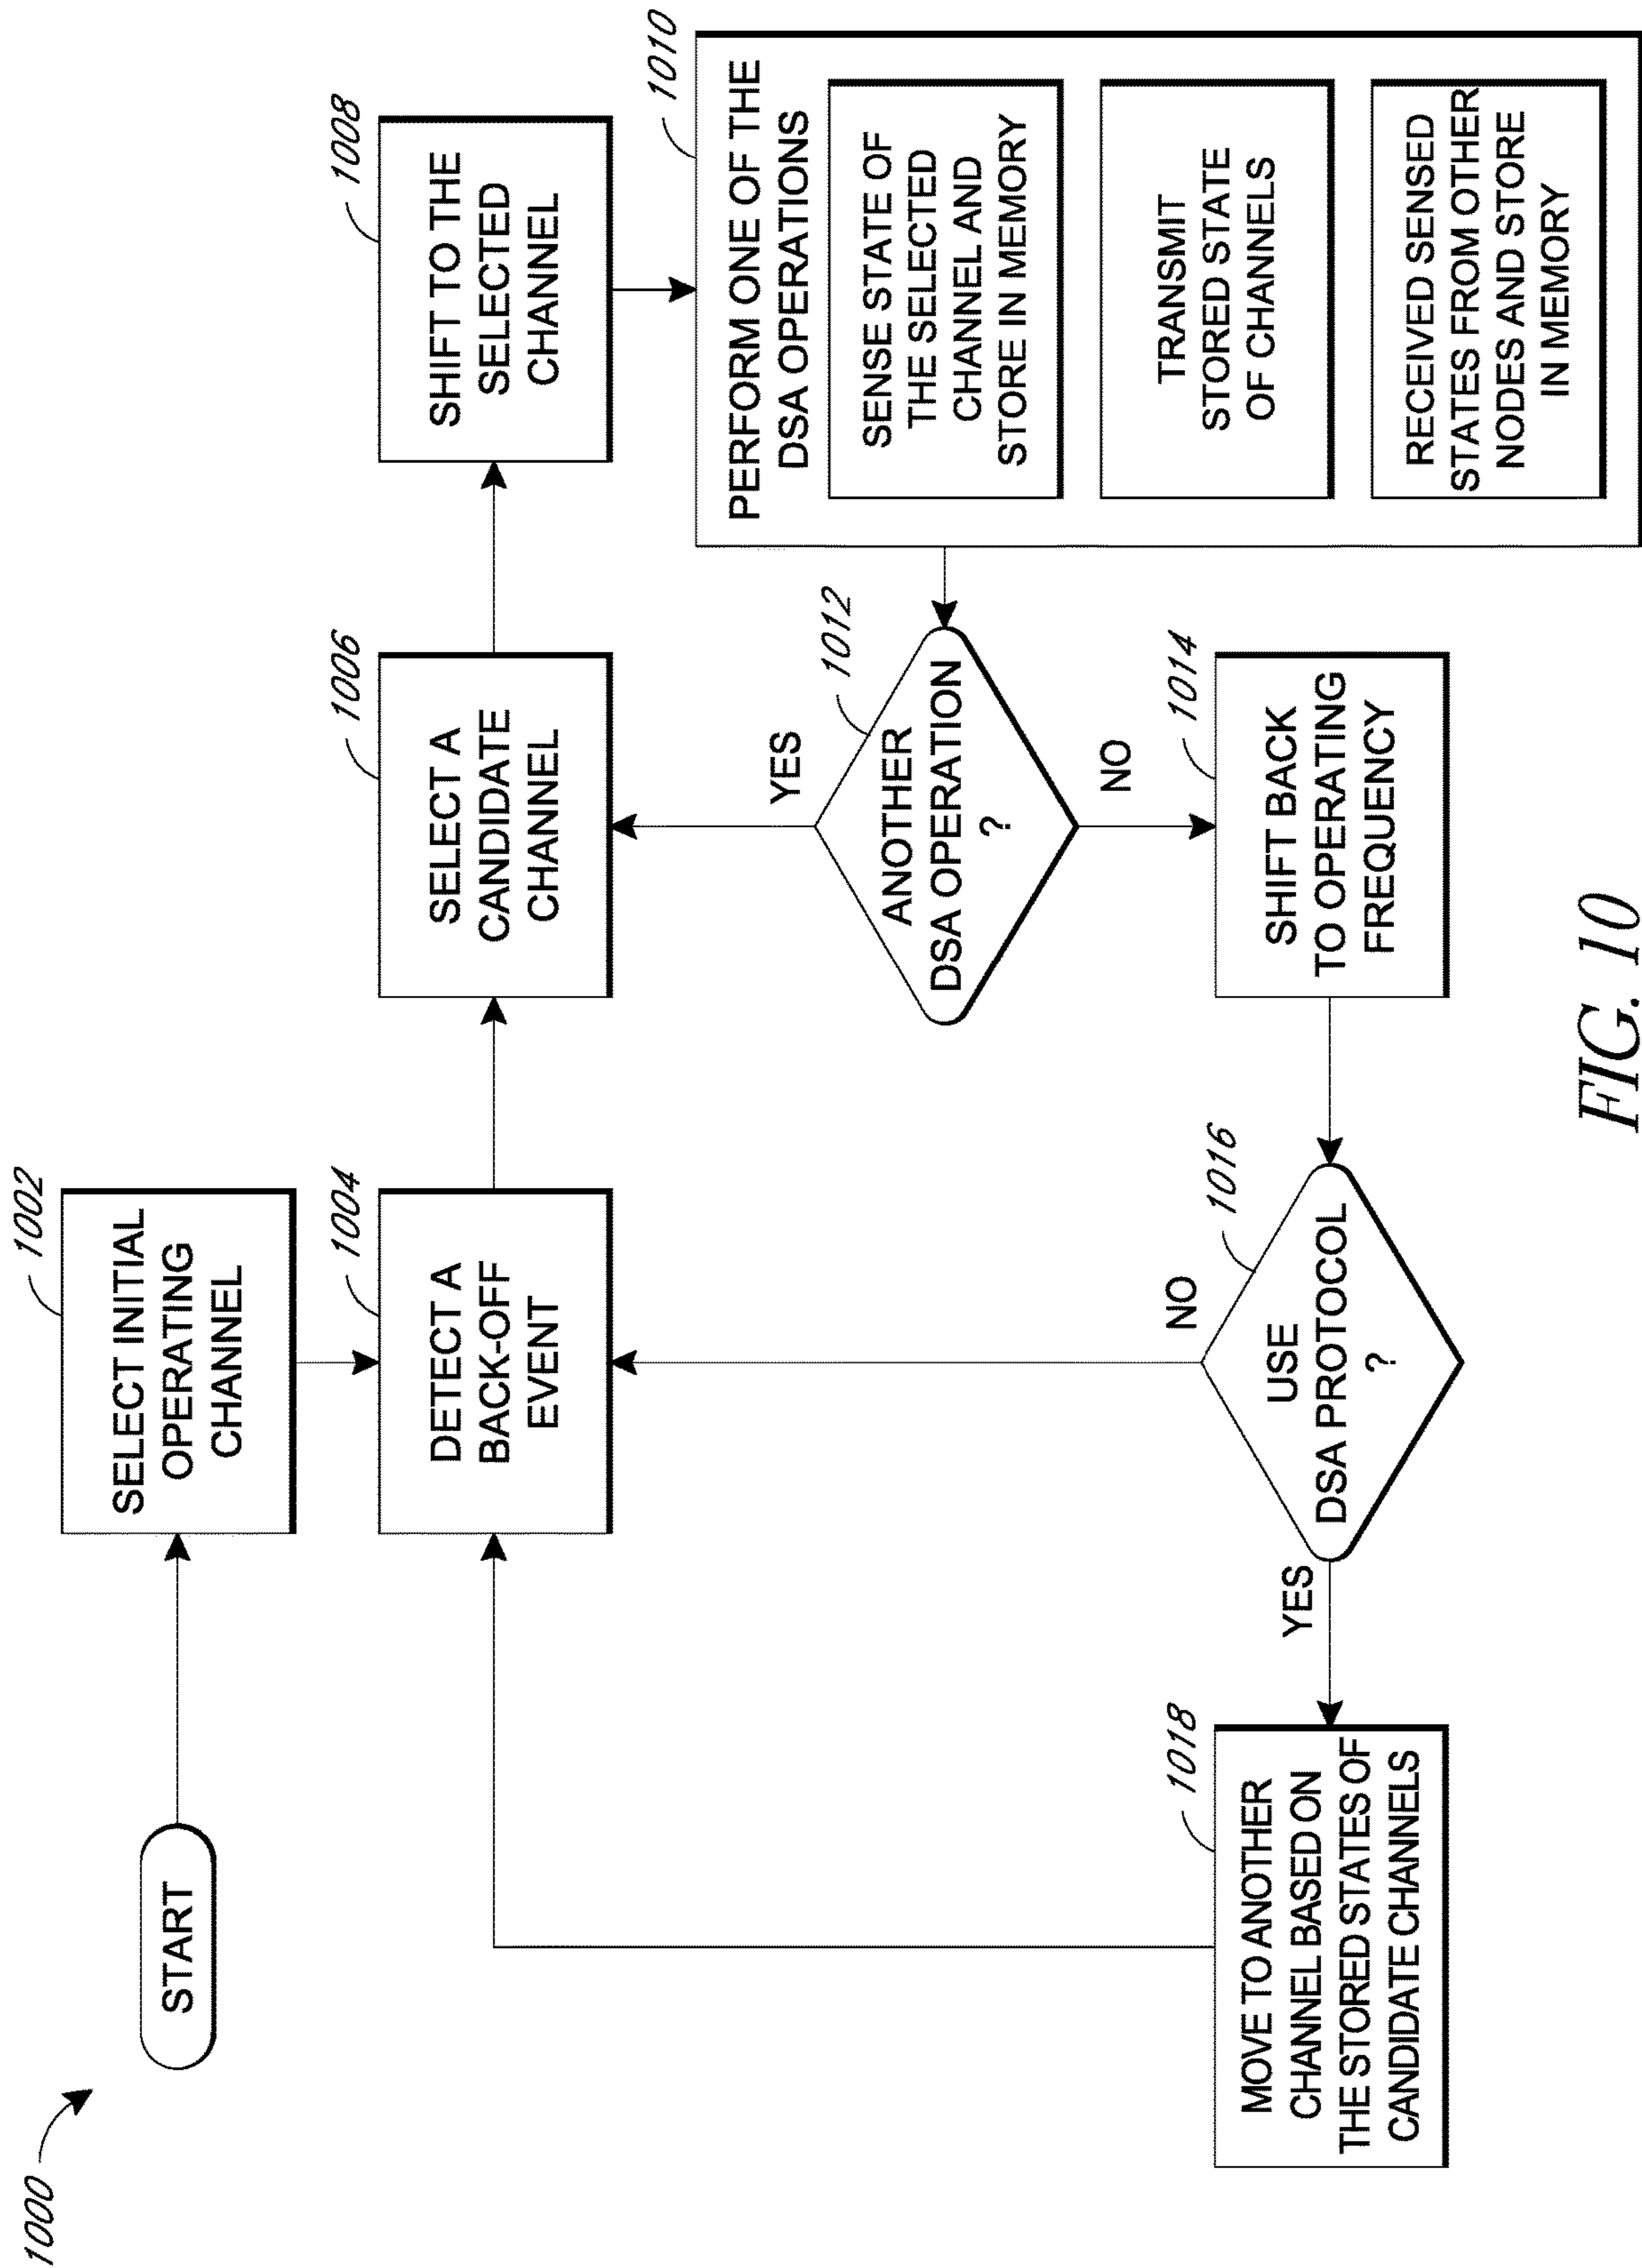 1000
START
1002
SELECT INITIAL
OPERATING
CHANNEL
1004
DETECT A
BACK-OFF
EVENT
1006
SELECT A
CANDIDATE
CHANNEL
1008
SHIFT TO THE
SELECTED
CHANNEL
1010
PERFORM ONE OF THE
DSA OPERATIONS
SENSE STATE OF
THE SELECTED
CHANNEL AND
STORE IN MEMORY
TRANSMIT
STORED STATE
OF CHANNELS
RECEIVED SENSED
STATES FROM OTHER
NODES AND STORE
IN MEMORY
1012
ANOTHER
DSA OPERATION
?
YES
NO
1014
SHIFT BACK
TO OPERATING
FREQUENCY
1016
USE
DSA PROTOCOL
?
NO
YES
1018
MOVE TO ANOTHER
CHANNEL BASED ON
THE STORED STATES OF
CANDIDATE CHANNELS
FIG. 10